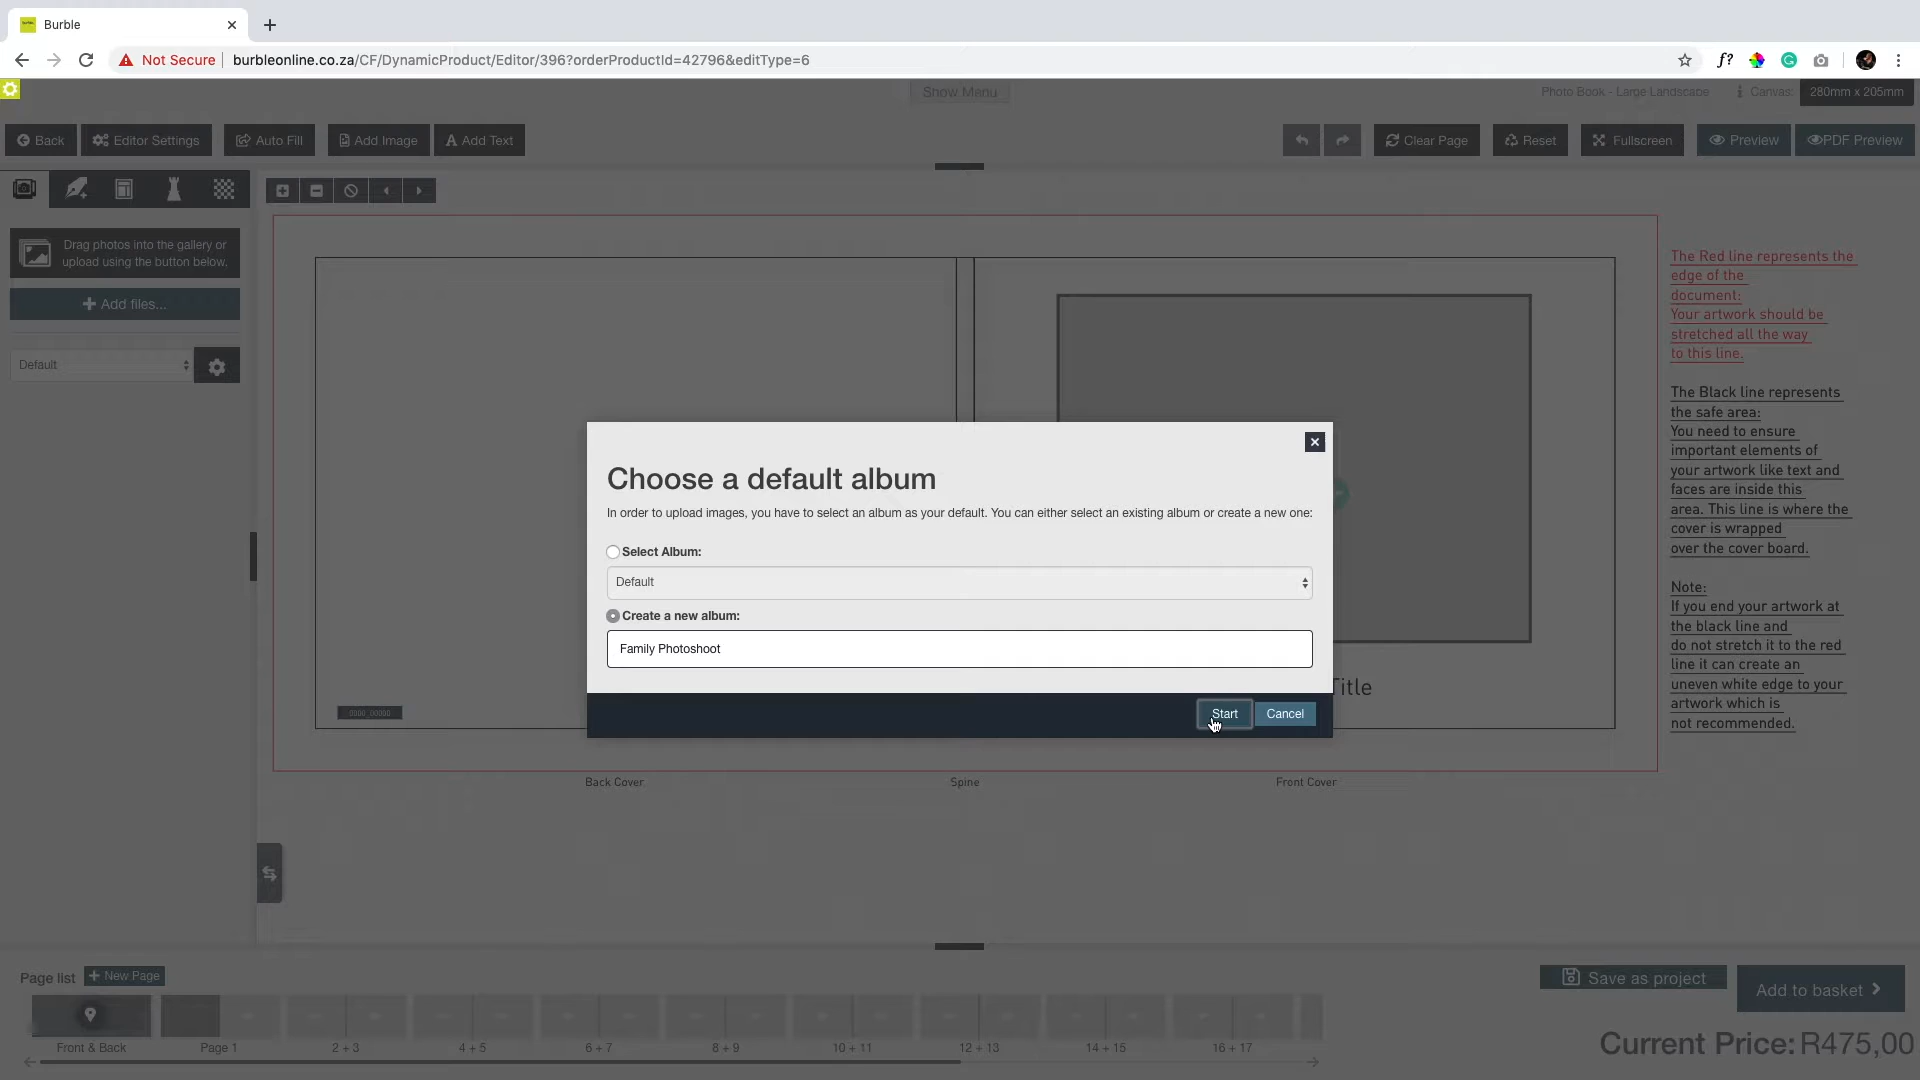 Burble
Not Secure
burbleonline.co.za/CF/DynamicProduct/Editor/396?orderProductId=42796&editType=6
f?
Show Menu
Photo Book - Large Landscape
Canvas:
280mm x 205mm
Back
Editor Settings
Auto Fill
Add Image
A Add Text
Clear Page
Reset
Fullscreen
Preview
PDF Preview
Drag photos into the gallery or
upload using the button below.
Add files...
Default
The Red line represents the
edge of the
document:
Your artwork should be
stretched all the way
to this line.
The Black line represents
the safe area:
You need to ensure
important elements of
your artwork like text and
faces are inside this
area. This line is where the
cover is wrapped
over the cover board.
Note:
If you end your artwork at
the black line and
do not stretch it to the red
line it can create an
uneven white edge to your
artwork which is
not recommended.
Choose a default album
In order to upload images, you have to select an album as your default. You can either select an existing album or create a new one:
Select Album:
Default
Create a new album:
Family Photoshoot
Start
Cancel
Title
0000_00000
Back Cover
Spine
Front Cover
Page list
New Page
Front & Back
Page 1
2 + 3
4 + 5
6 + 7
8 + 9
10 + 11
12 + 13
14 + 15
16 + 17
Save as project
Add to basket
Current Price: R475,00